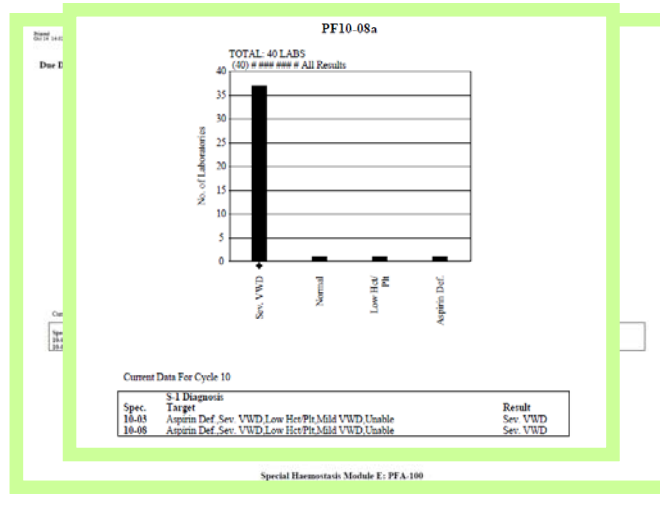 PF10-08a
Printed
Due D
TOTAL: 40 LABS
(40) # ### ### # All Results
40
35
30
25
20
15
10
5
0
No. of Laboratories
Sev. VWD
Normal
Low Hct/
Plt
Aspirin Def.
Current Data For Cycle 10
S-1 Diagnosis
Spec. Target Result
10-03 Aspirin Def.,Sev. VWD,Low Hct/Plt,Mild VWD,Unable Sev. VWD
10-08 Aspirin Def.,Sev. VWD,Low Hct/Plt,Mild VWD,Unable Sev. VWD
Special Haemostasis Module E: PFA-100